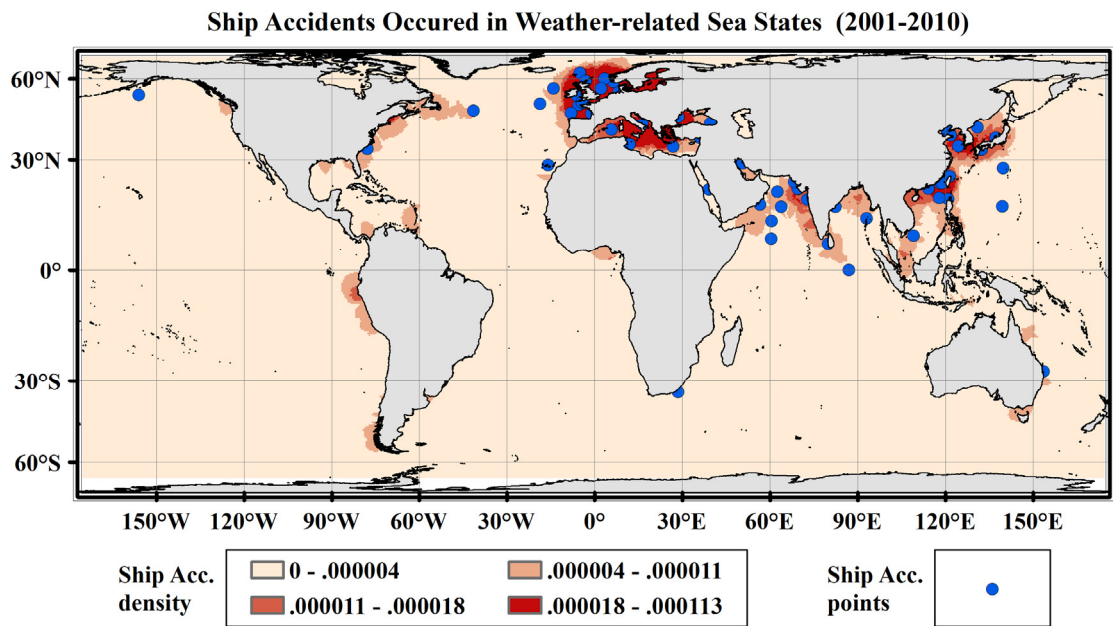 Ship Accidents Occured in Weather-related Sea States (2001-2010)
60°N
30°N
0°
30°S
60°S
150°W 120°W 90°W 60°W 30°W 0° 30°E 60°E 90°E 120°E 150°E
Ship Acc.
density
0 - .000004
.000004 - .000011
.000011 - .000018
.000018 - .000113
Ship Acc.
points